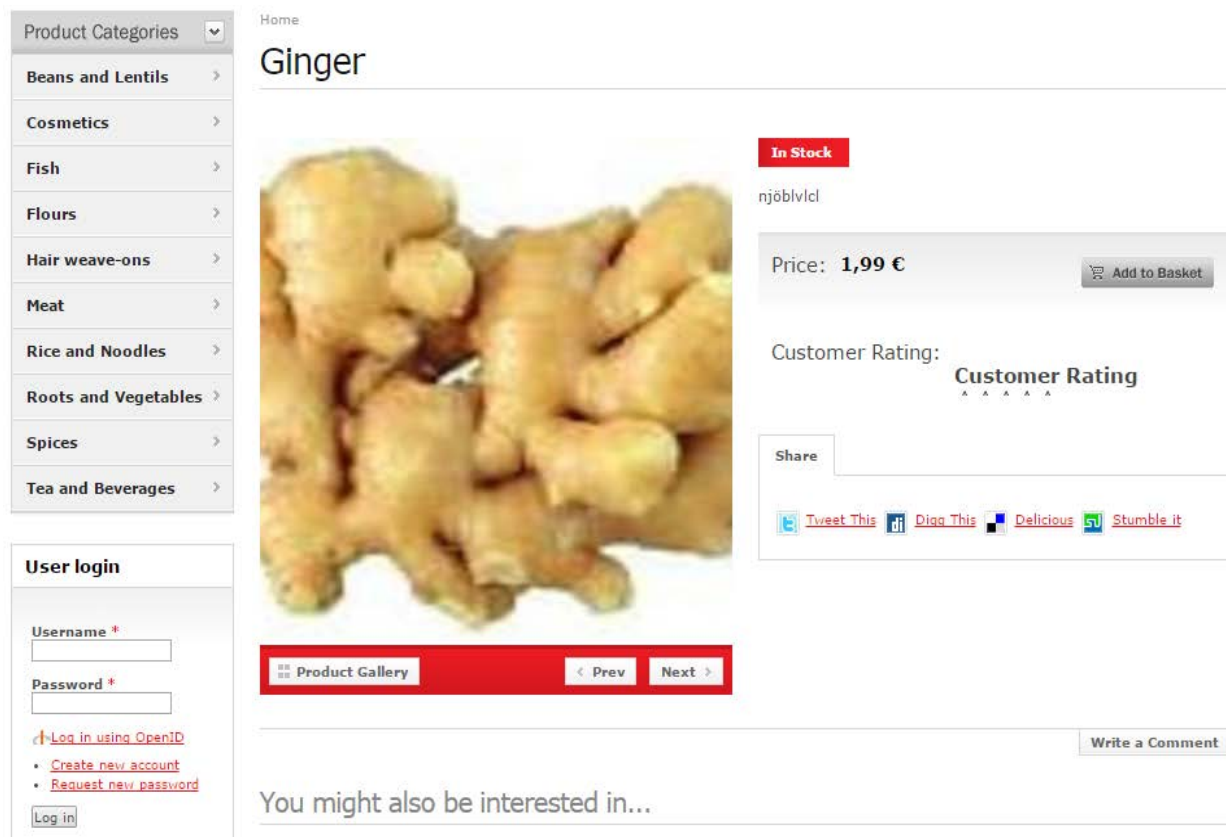 Product Categories
Beans and Lentils
Cosmetics
Fish
Flours
Hair weave-ons
Meat
Rice and Noodles
Roots and Vegetables
Spices
Tea and Beverages
User login
Username *
Password *
Log in using OpenID
Create new account
Request new password
Log in
Home
Ginger
In Stock
njöblvlcl
Price: 1,99 €
Add to Basket
Customer Rating:
Customer Rating
^ ^ ^ ^ ^
Share
Tweet This Digg This Delicious Stumble it
Product Gallery
‹ Prev Next ›
Write a Comment
You might also be interested in...